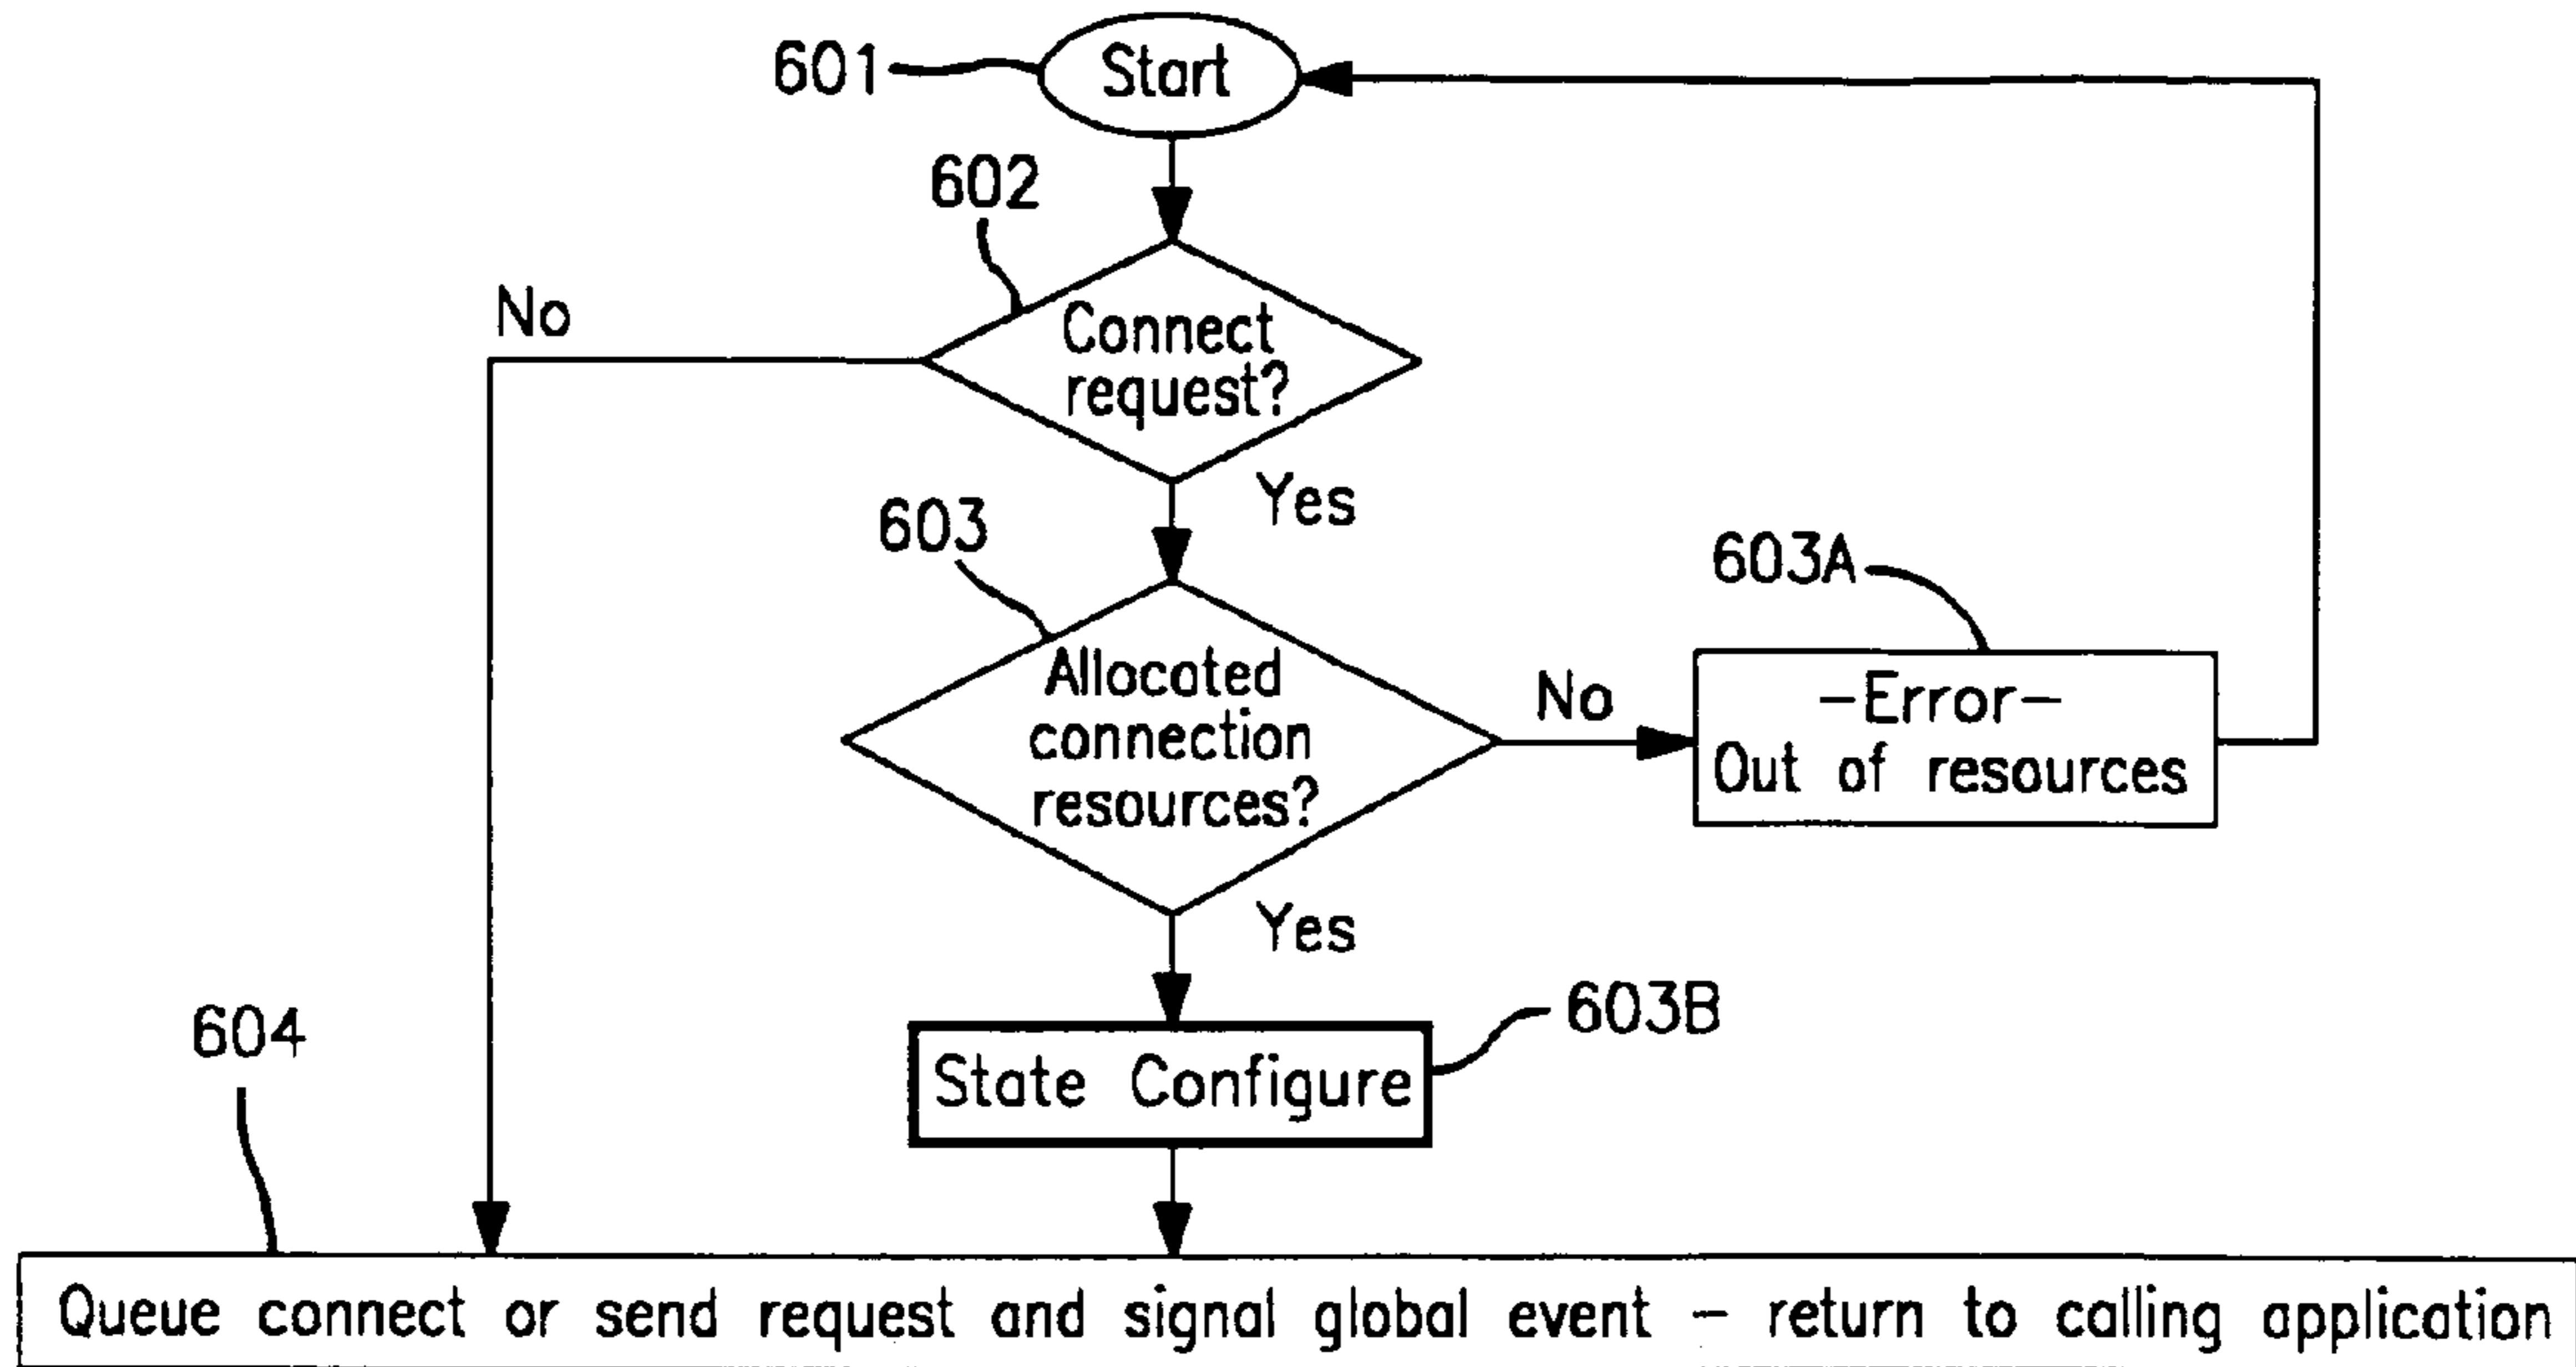 601
Start
602
No
Connect
request?
Yes
603
603A
Allocated
connection
resources?
No
-Error-
Out of resources
Yes
603B
State Configure
604
Queue connect or send request and signal global event - return to calling application